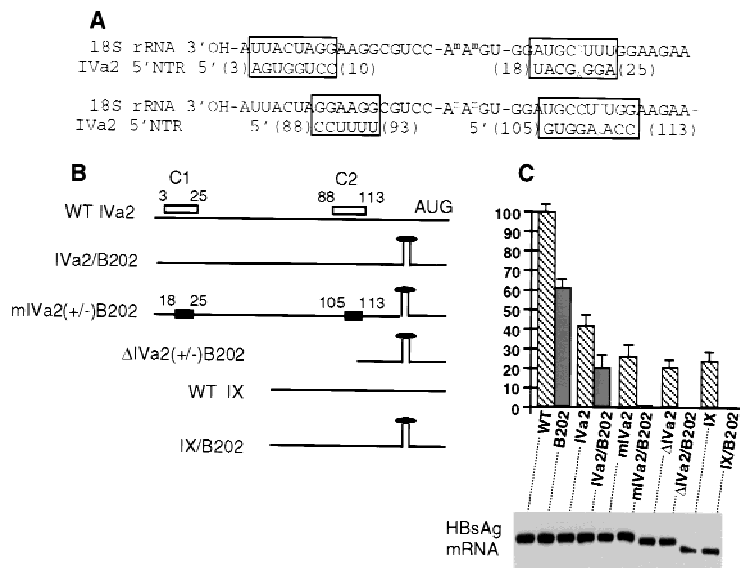 A
18S rRNA 3'OH-AUUACUAGGAAGGCGUCC-AᵐAᵐGU-GGAUGC UUUGGAAGAA
IVa2 5'NTR 5'(3)AGUGGUCC(10) (18)UACG GGA(25)
18S rRNA 3'OH-AUUACUAGGAAGGCGUCC-A A GU-GGAUGCCUUUGGAAGAA-
IVa2 5'NTR 5'(88)CCUUUU(93) 5'(105)GUGGA ACC(113)
B
C1 C2
3 25 88 113
WT IVa2 AUG
IVa2/B202
18 25 105 113
mIVa2(+/-)B202
ΔIVa2(+/-)B202
WT IX
IX/B202
C
100
90
80
70
60
50
40
30
20
10
0
WT
B202
IVa2
IVa2/B202
mIVa2
mIVa2/B202
ΔIVa2
ΔIVa2/B202
IX
IX/B202
HBsAg
mRNA